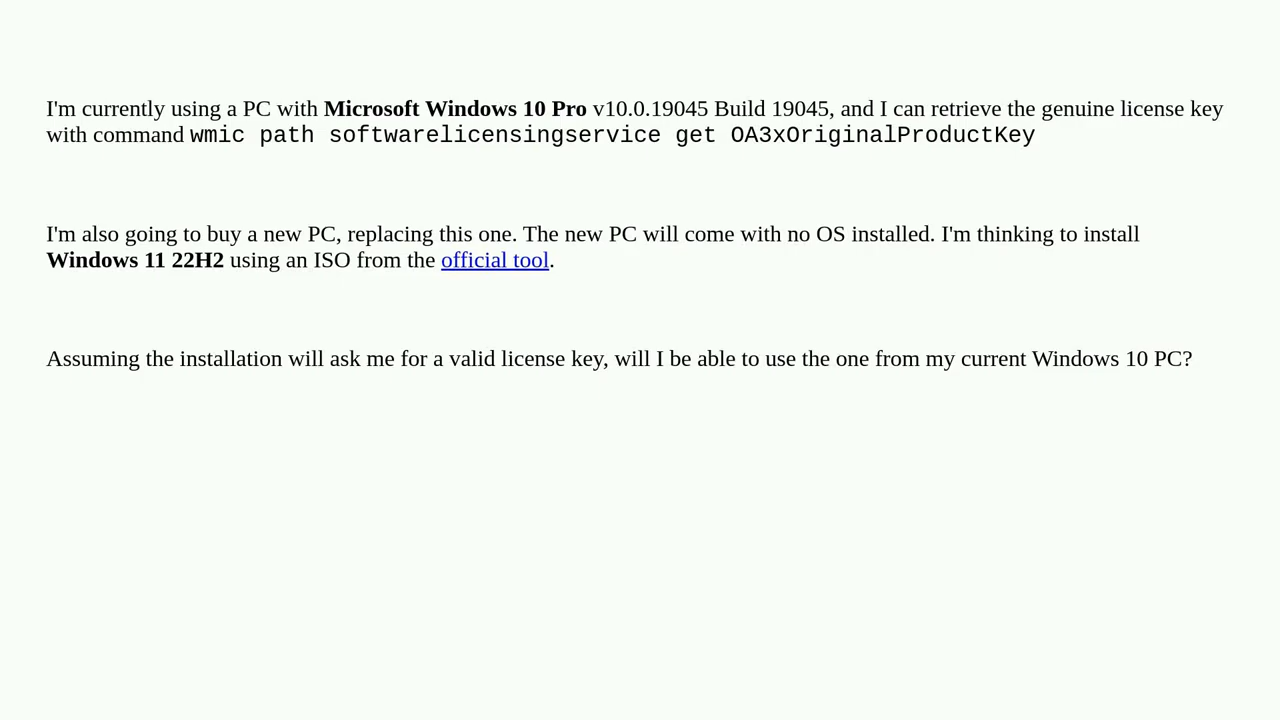 I'm currently using a PC with Microsoft Windows 10 Pro v10.0.19045 Build 19045, and I can retrieve the genuine license key
with command wmic path softwarelicensingservice get OA3xOriginalProductKey
I'm also going to buy a new PC, replacing this one. The new PC will come with no OS installed. I'm thinking to install
Windows 11 22H2 using an ISO from the official tool.
Assuming the installation will ask me for a valid license key, will I be able to use the one from my current Windows 10 PC?